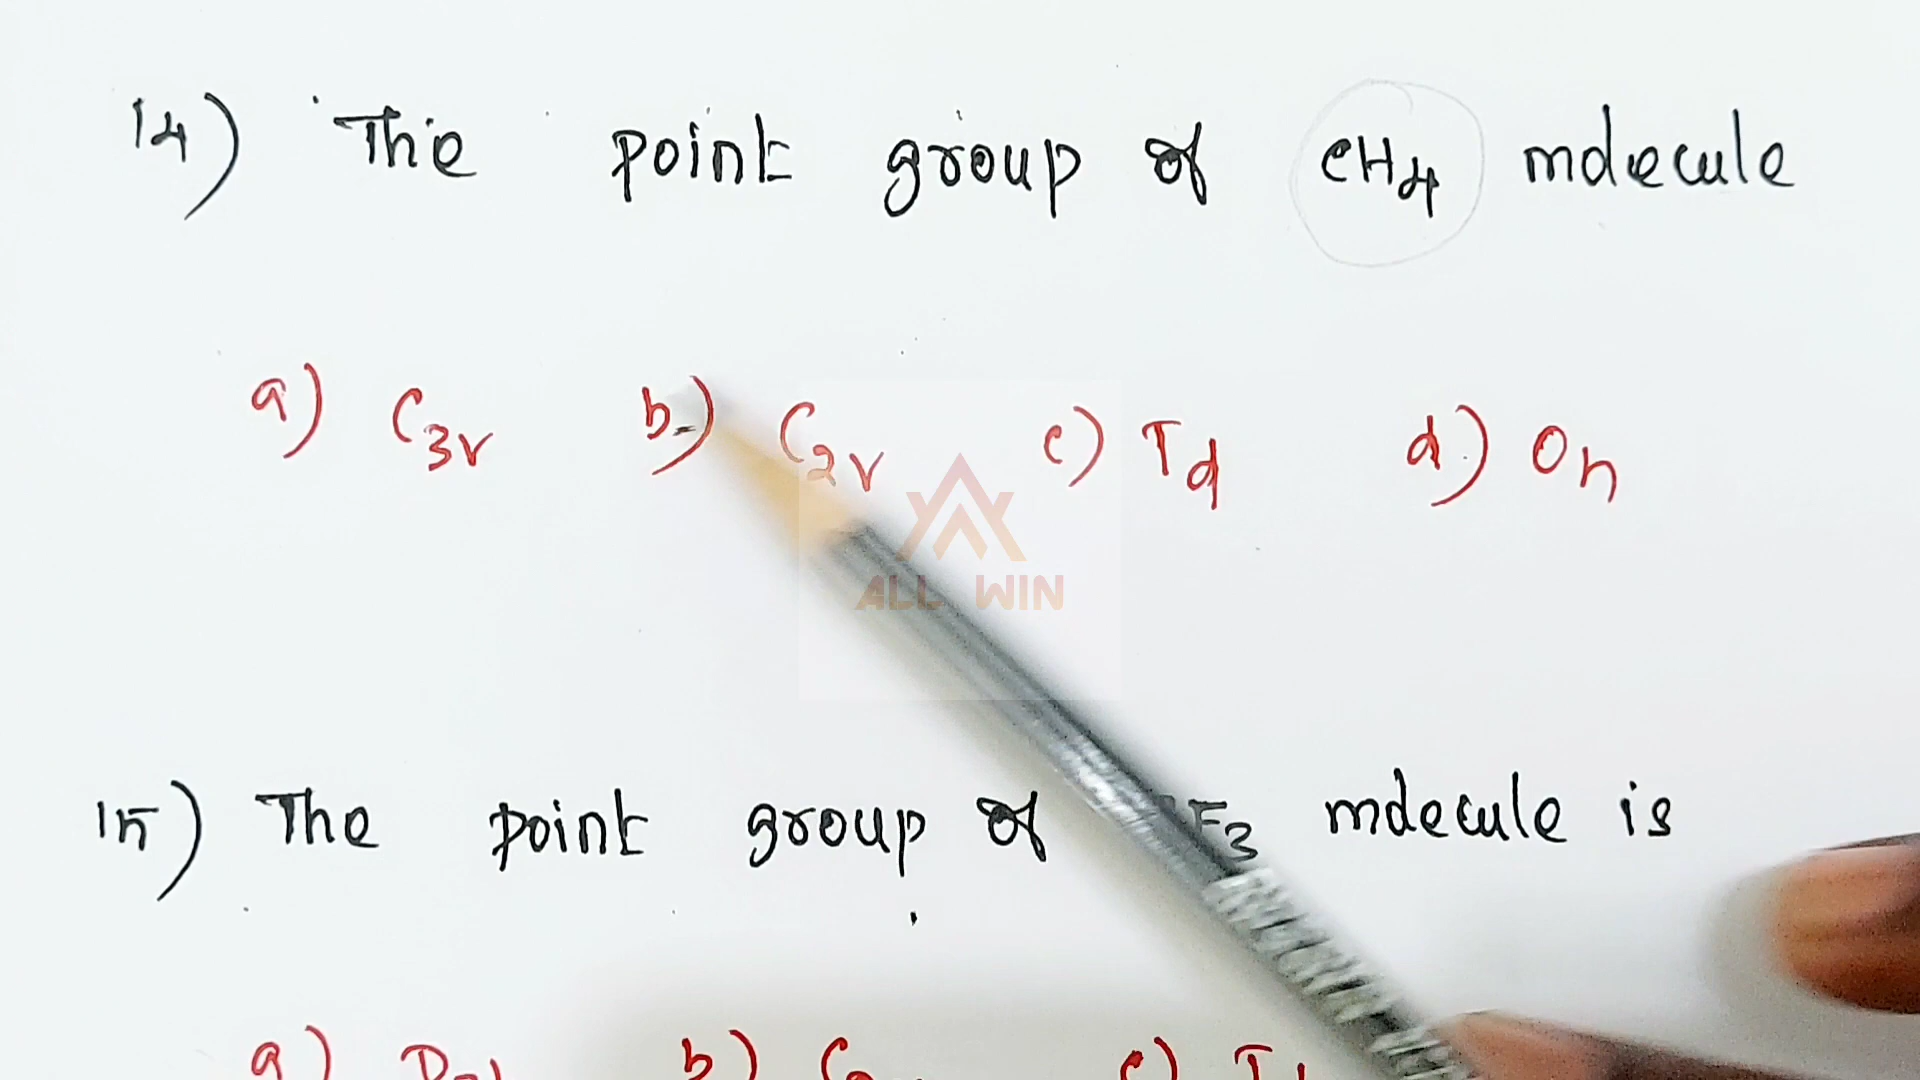 14) The point group of CH4 molecule
a) C3v b.) C2v c) Td d.) Oh
ALL WIN
15) The point group of F3 molecule is
a) b) c)